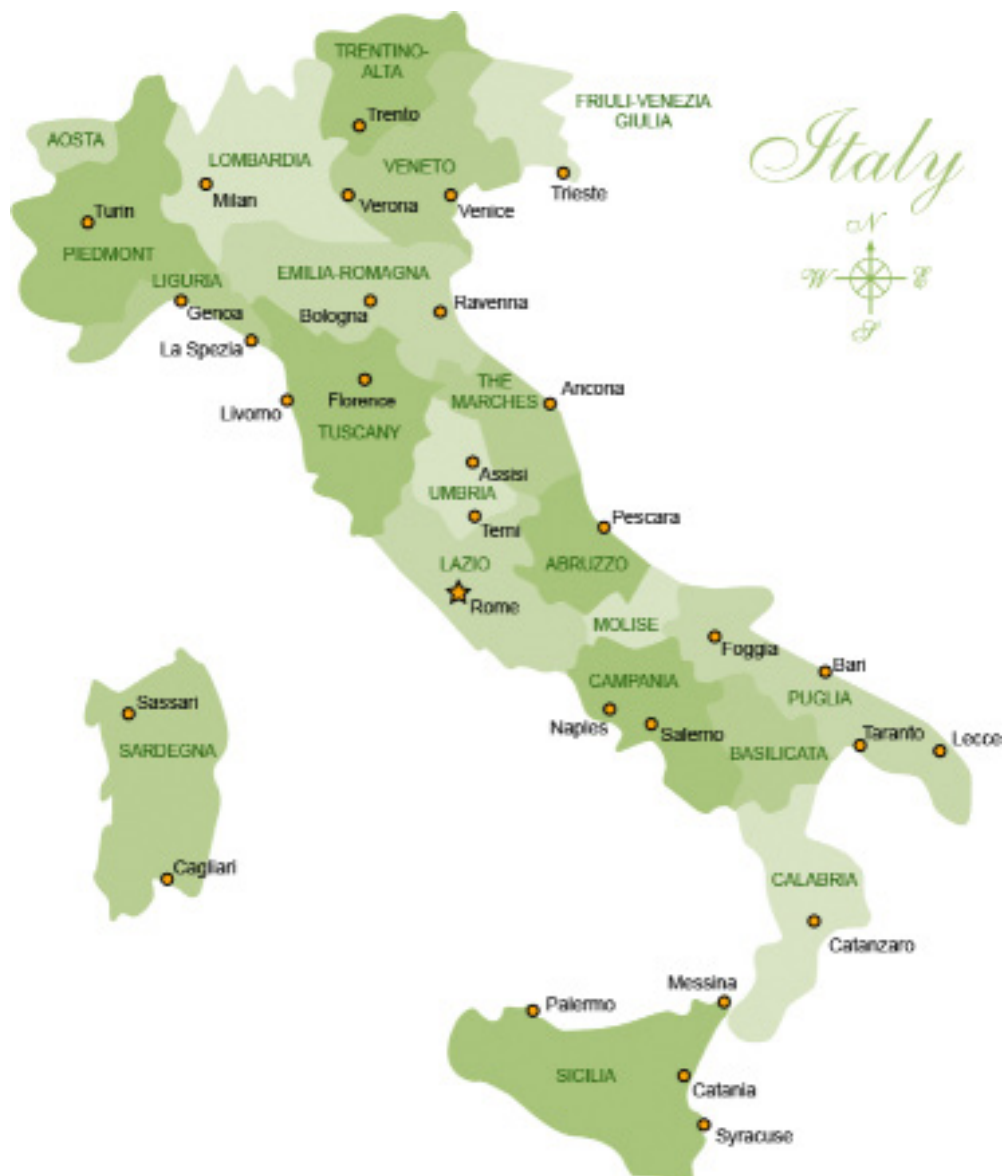 TRENTINO-
ALTA
Trento
FRIULI-VENEZIA
GIULIA
AOSTA
LOMBARDIA
VENETO
Italy
Milan
Verona
Venice
Trieste
Turin
N
PIEDMONT
LIGURIA
EMILIA-ROMAGNA
W
E
Genoa
Bologna
Ravenna
S
La Spezia
THE
MARCHES
Ancona
Livorno
Florence
TUSCANY
Assisi
UMBRIA
Terni
Pescara
LAZIO
ABRUZZO
Rome
MOLISE
Foggia
Bari
CAMPANIA
PUGLIA
Sassari
Naples
Salerno
Taranto
Lecce
SARDEGNA
BASILICATA
Cagliari
CALABRIA
Catanzaro
Messina
Palermo
SICILIA
Catania
Syracuse